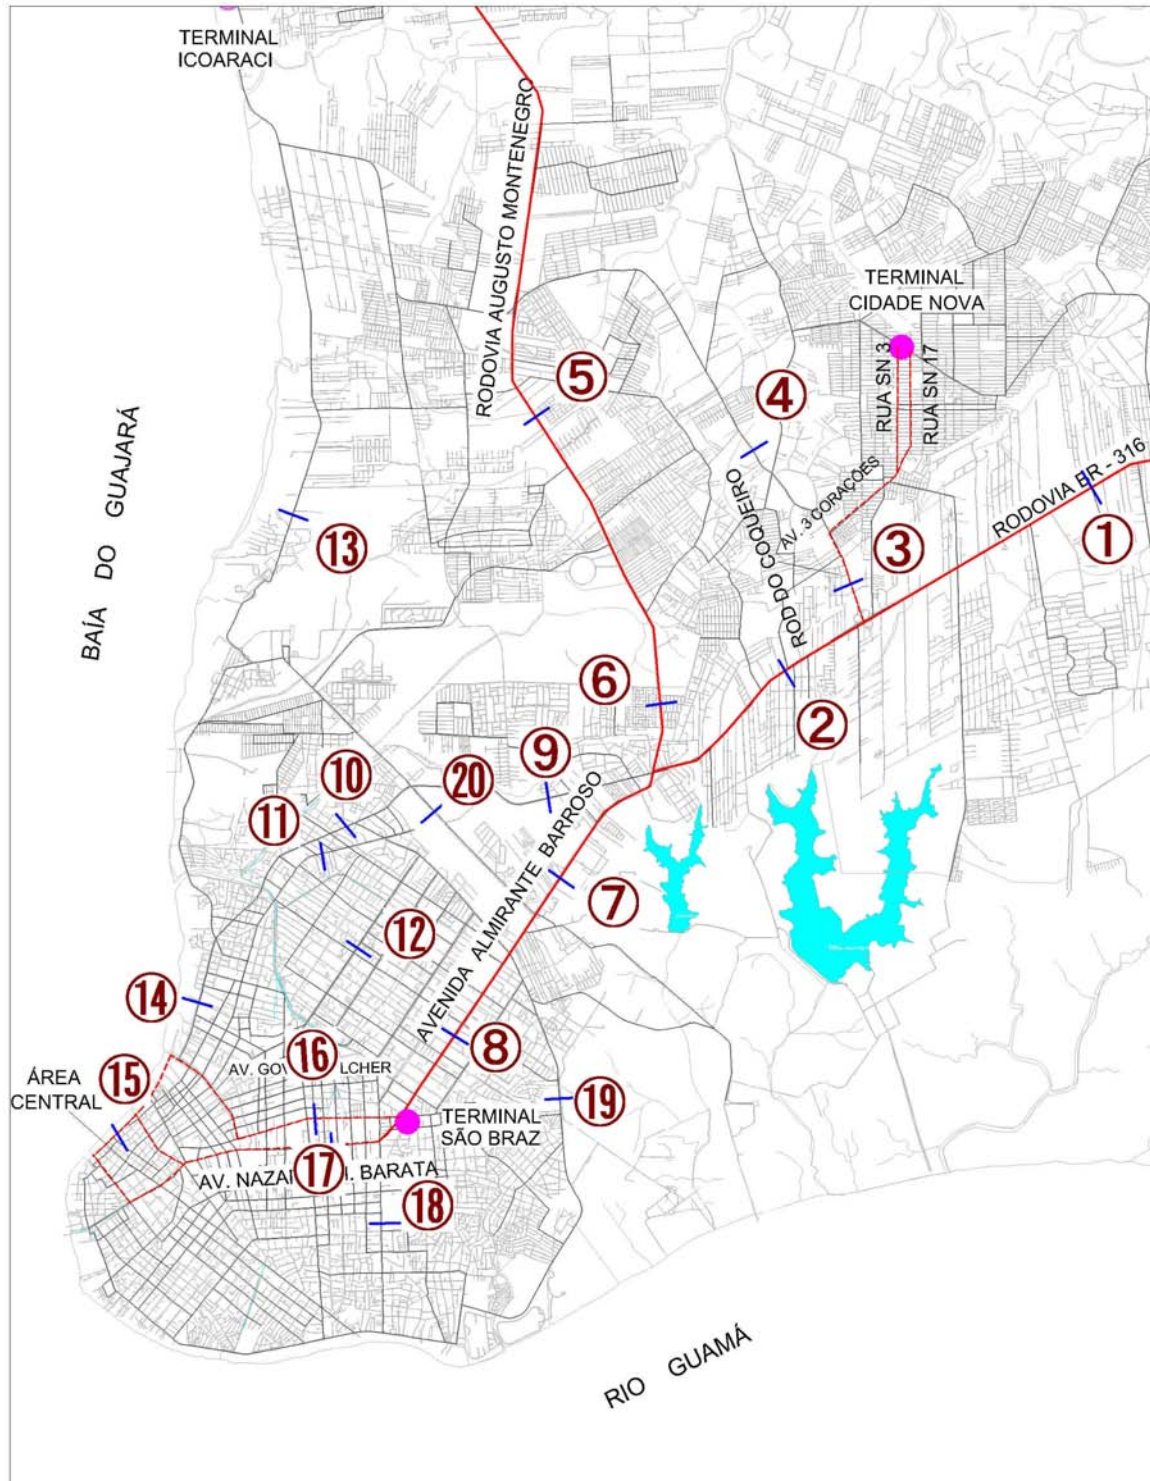 TERMINAL
ICOARACI
RODOVIA AUGUSTO MONTENEGRO
TERMINAL
CIDADE NOVA
RUA SN 3
RUA SN 17
5
4
BAÍA DO GUAJARÁ
ROD DO COQUEIRO
AV. 3 CORAÇÕES
RODOVIA BR - 316
13
3
1
6
2
9
10
20
11
AVENIDA ALMIRANTE BARROSO
7
12
14
8
16
AV. GOV
LCHER
15
ÁREA
CENTRAL
19
TERMINAL
SÃO BRAZ
17
AV. NAZA
BARATA
18
RIO GUAMÁ